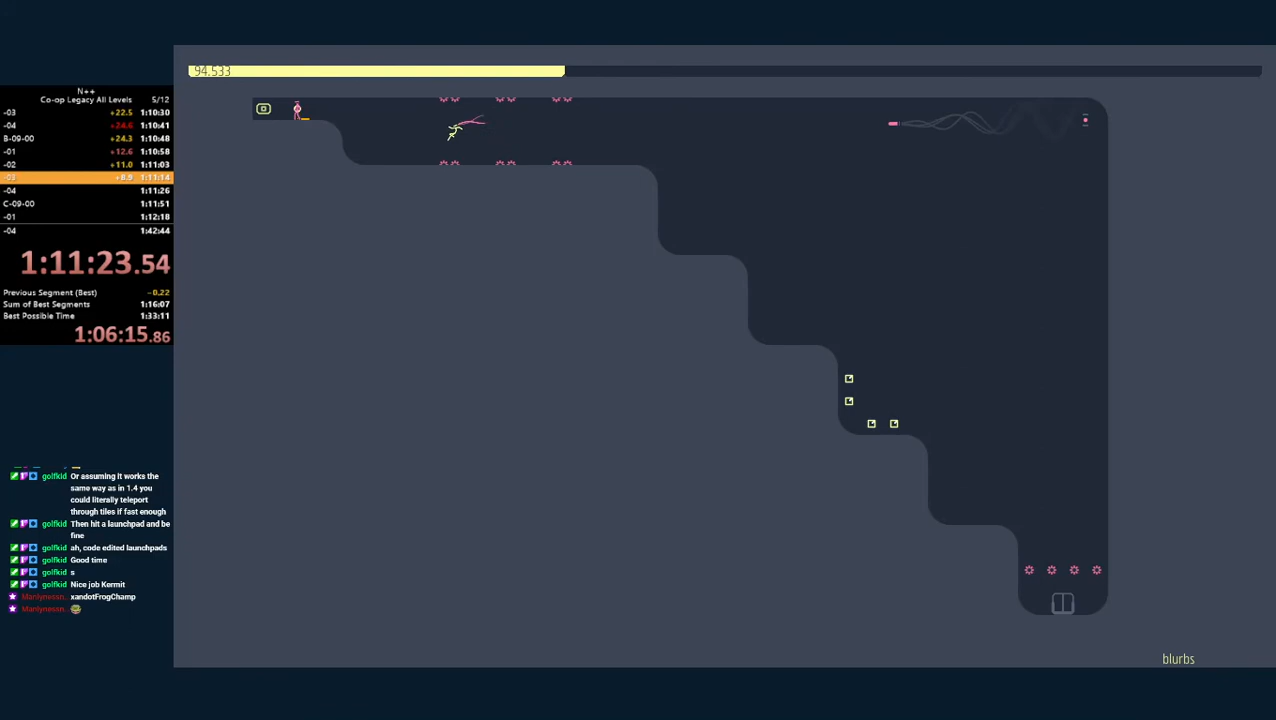 94.533
N++
Co-op Legacy All Levels 5/12
-03 +22.5 1:10:30
-04 +24.6 1:10:41
B-09-00 +24.3 1:10:48
-01 +12.6 1:10:58
-02 +11.0 1:11:03
-03 +8.9 1:11:14
-04 1:11:26
C-09-00 1:11:51
-01 1:12:18
-04 1:42:44
1:11:23.54
Previous Segment (Best) -0.22
Sum of Best Segments 1:16:07
Best Possible Time 1:33:11
1:06:15.86
golfkid Or assuming it works the
same way as in 1.4 you
could literally teleport
through tiles if fast enough
golfkid Then hit a launchpad and be
fine
golfkid ah, code edited launchpads
golfkid Good time
golfkid s
golfkid Nice job Kermit
xandotFrogChamp
blurbs